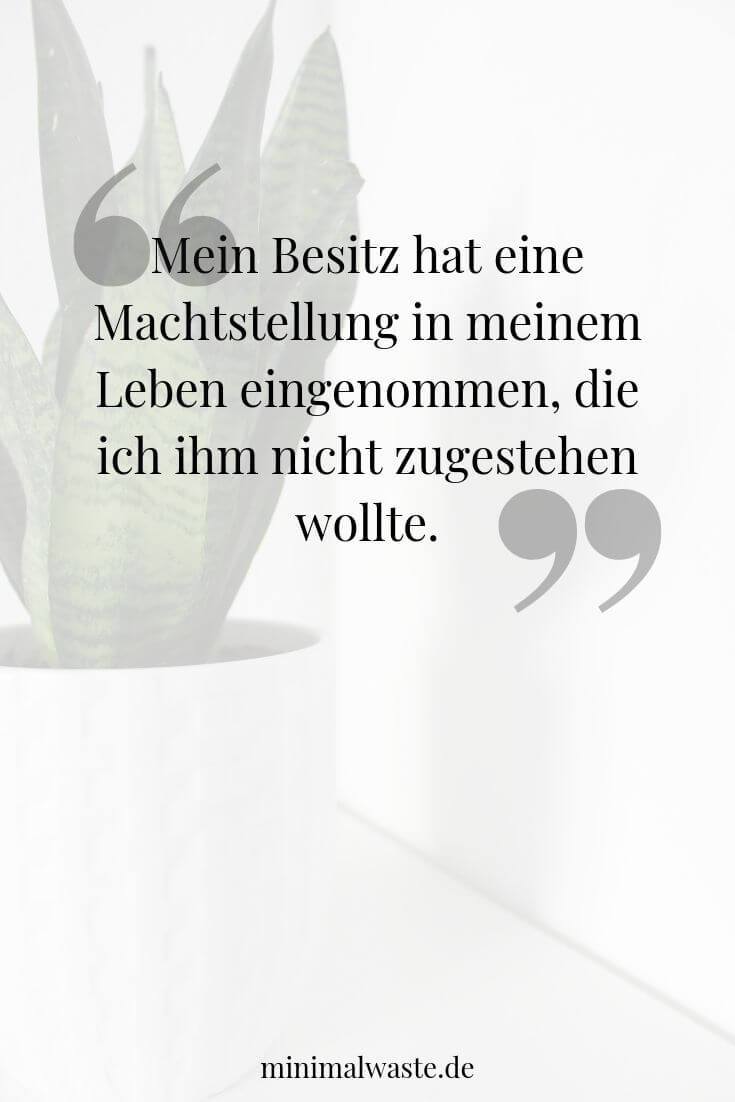 Mein Besitz hat eine
Machtstellung in meinem
Leben eingenommen, die
ich ihm nicht zugestehen
wollte.
minimalwaste.de